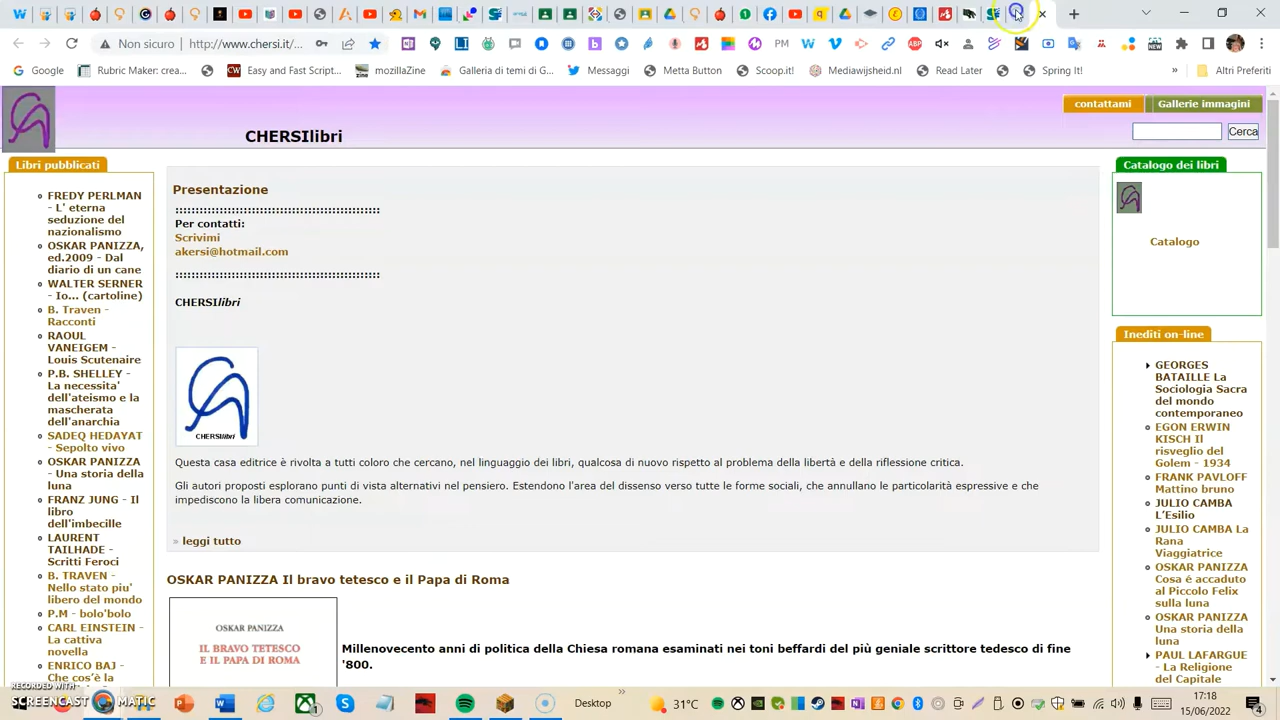 Non sicuro | https://www.chersi.it/...
Google
Rubric Maker: crea...
Easy and Fast Script...
mozillaZine
Galleria di temi di G...
Messaggi
Metta Button
Scoop.it!
Mediawijsheid.nl
Read Later
Spring It!
»
Altri Preferiti
contattami
Gallerie immagini
CHERSIlibri
Cerca
Libri pubblicati
FREDY PERLMAN
- L' eterna
seduzione del
nazionalismo
OSKAR PANIZZA,
ed.2009 - Dal
diario di un cane
WALTER SERNER
- Io... (cartoline)
B. Traven -
Racconti
RAOUL
VANEIGEM -
Louis Scutenaire
P.B. SHELLEY -
La necessita'
dell'ateismo e la
mascherata
dell'anarchia
SADEQ HEDAYAT
- Sepolto vivo
OSKAR PANIZZA
- Una storia della
luna
FRANZ JUNG - Il
libro
dell'imbecille
LAURENT
TAILHADE -
Scritti Feroci
B. TRAVEN -
Nello stato piu'
libero del mondo
P.M - bolo'bolo
CARL EINSTEIN -
La cattiva
novella
ENRICO BAJ -
Che cos'è la
Presentazione
::::::::::::::::::::::::::::::::::::::::::::::::::
Per contatti:
Scrivimi
akersi@hotmail.com
::::::::::::::::::::::::::::::::::::::::::::::::::
CHERSIlibri
CHERSIlibri
Questa casa editrice è rivolta a tutti coloro che cercano, nel linguaggio dei libri, qualcosa di nuovo rispetto al problema della libertà e della riflessione critica.
Gli autori proposti esplorano punti di vista alternativi nel pensiero. Estendono l'area del dissenso verso tutte le forme sociali, che annullano le particolarità espressive e che
impediscono la libera comunicazione.
» leggi tutto
OSKAR PANIZZA Il bravo tetesco e il Papa di Roma
OSKAR PANIZZA
IL BRAVO TETESCO
E IL PAPA DI ROMA
Millenovecento anni di politica della Chiesa romana esaminati nei toni beffardi del più geniale scrittore tedesco di fine
'800.
Catalogo dei libri
Catalogo
Inediti on-line
GEORGES
BATAILLE La
Sociologia Sacra
del mondo
contemporaneo
EGON ERWIN
KISCH Il
risveglio del
Golem - 1934
FRANK PAVLOFF
Mattino bruno
JULIO CAMBA
L'Esilio
JULIO CAMBA La
Rana
Viaggiatrice
OSKAR PANIZZA
Cosa é accaduto
al Piccolo Felix
sulla luna
OSKAR PANIZZA
Una storia della
luna
PAUL LAFARGUE
- La Religione
del Capitale
RECORDED WITH
SCREENCAST MATIC
Desktop
»
31°C
17:18
15/06/2022